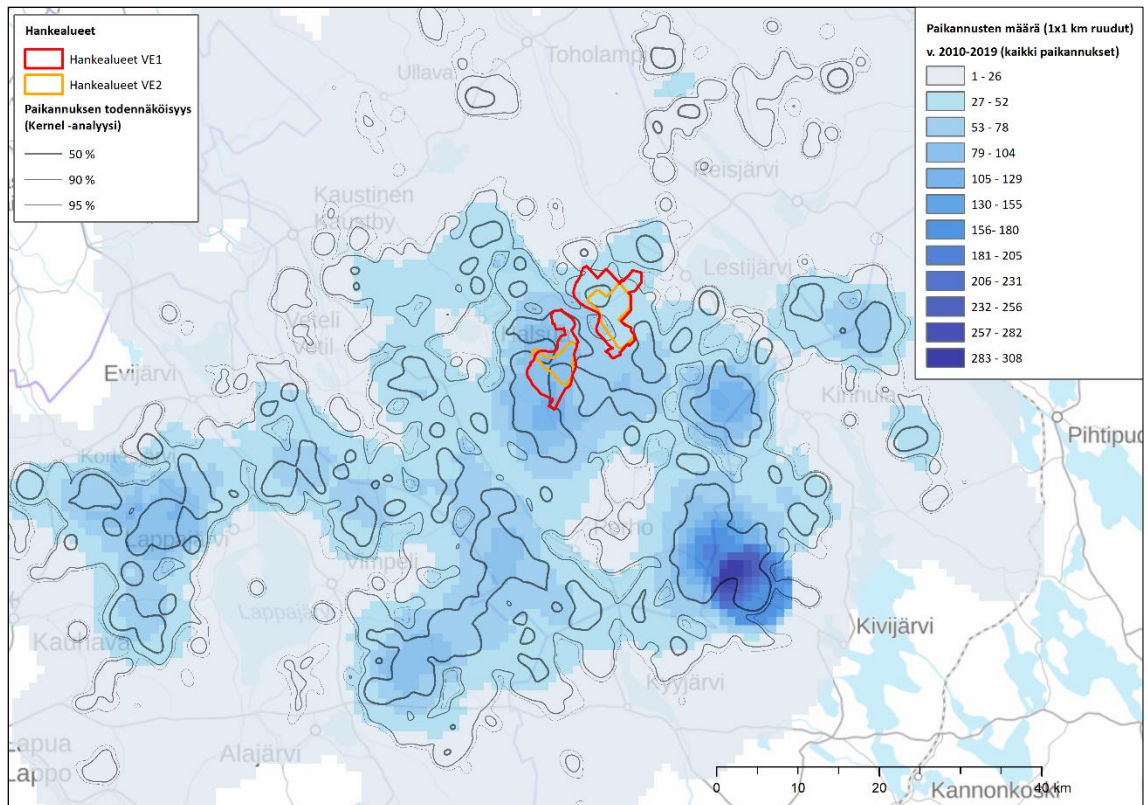 Hankealueet
Hankealueet VE1
Hankealueet VE2
Paikannuksen todennäköisyys
(Kernel -analyysi)
50 %
90 %
95 %
Paikannusten määrä (1x1 km ruudut)
v. 2010-2019 (kaikki paikannukset)
1 - 26
27 - 52
53 - 78
79 - 104
105 - 129
130 - 155
156- 180
181 - 205
206 - 231
232 - 256
257 - 282
283 - 308
Toholampi
Ullava
Reisjärvi
Kaustinen
Kaustby
Lestijärvi
Veteli
Vetil
Evijärvi
Kinnula
Pihtipud
Lappajärvi
Vimpeli
Lappajärvi
Kauhava
Kivijärvi
Kyyjärvi
Alajärvi
Lapua
Lappo
0 10 20 40 km
Kannonkoski